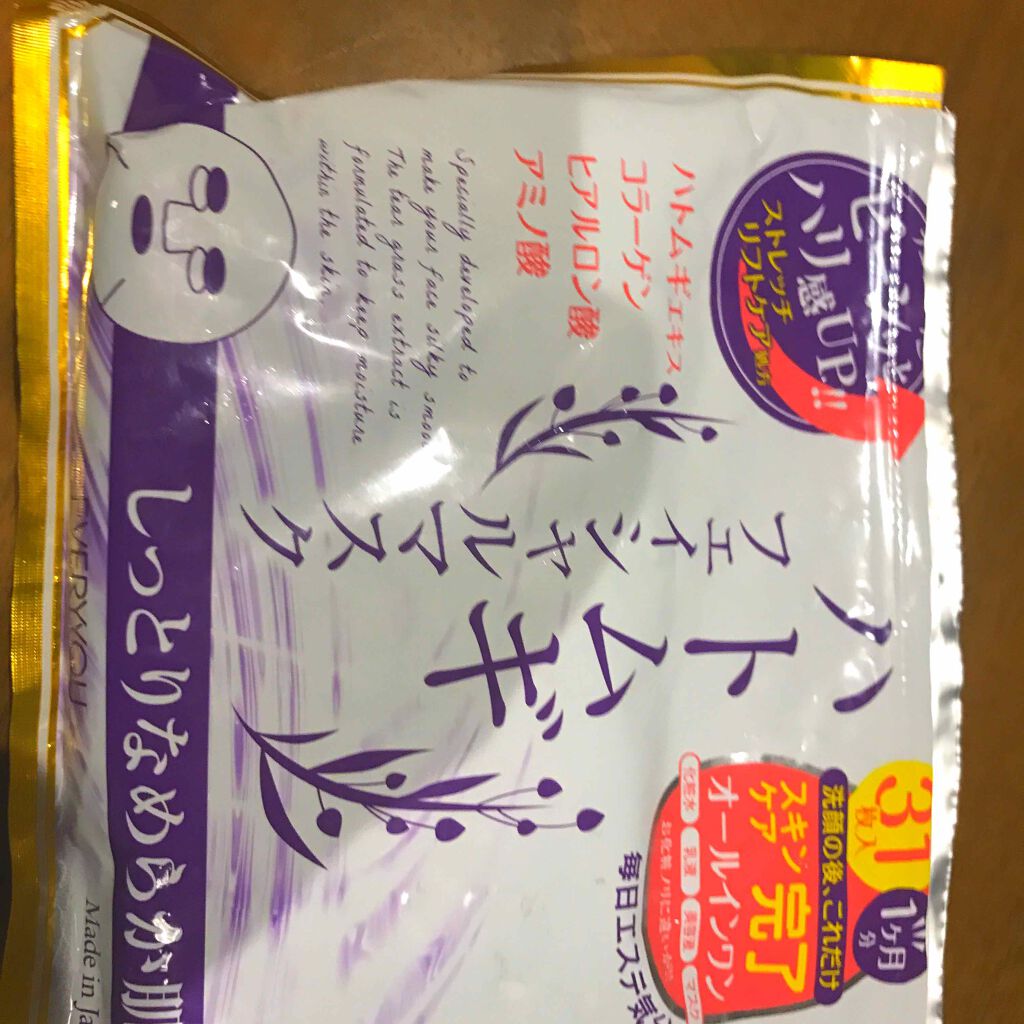 ハリ感UP!!
ストレッチ
リフトケア処方
31
枚入
1ヶ月
分
洗顔の後、これだけ
スキン
ケア
完了
オールインワン
化粧水 乳液 美容液 マスク
毎日エステ気
ハトムギ
フェイシャルマスク
ハトムギエキス
コラーゲン
ヒアルロン酸
アミノ酸
Specially developed to
make your face silky smoo
The tear grass extract is
formulated to keep moisture
within the skin.
しっとりなめらか肌
EVERYYOU
Made in Ja